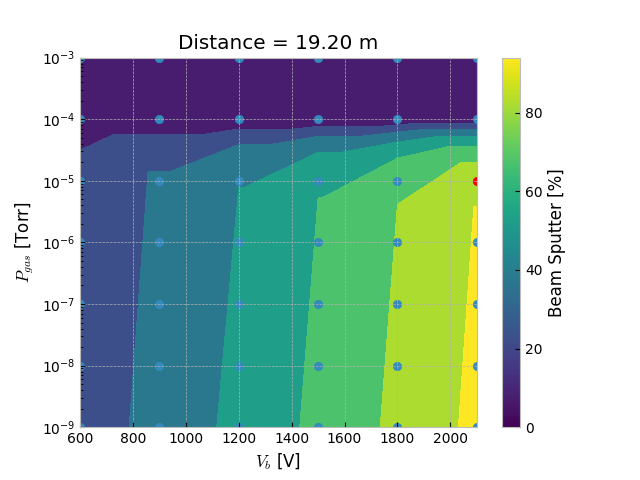 Distance = 19.20 m
10⁻³
10⁻⁴
10⁻⁵
10⁻⁶
10⁻⁷
10⁻⁸
10⁻⁹
P_gas [Torr]
600 800 1000 1200 1400 1600 1800 2000
V_b [V]
80
60
40
20
0
Beam Sputter [%]